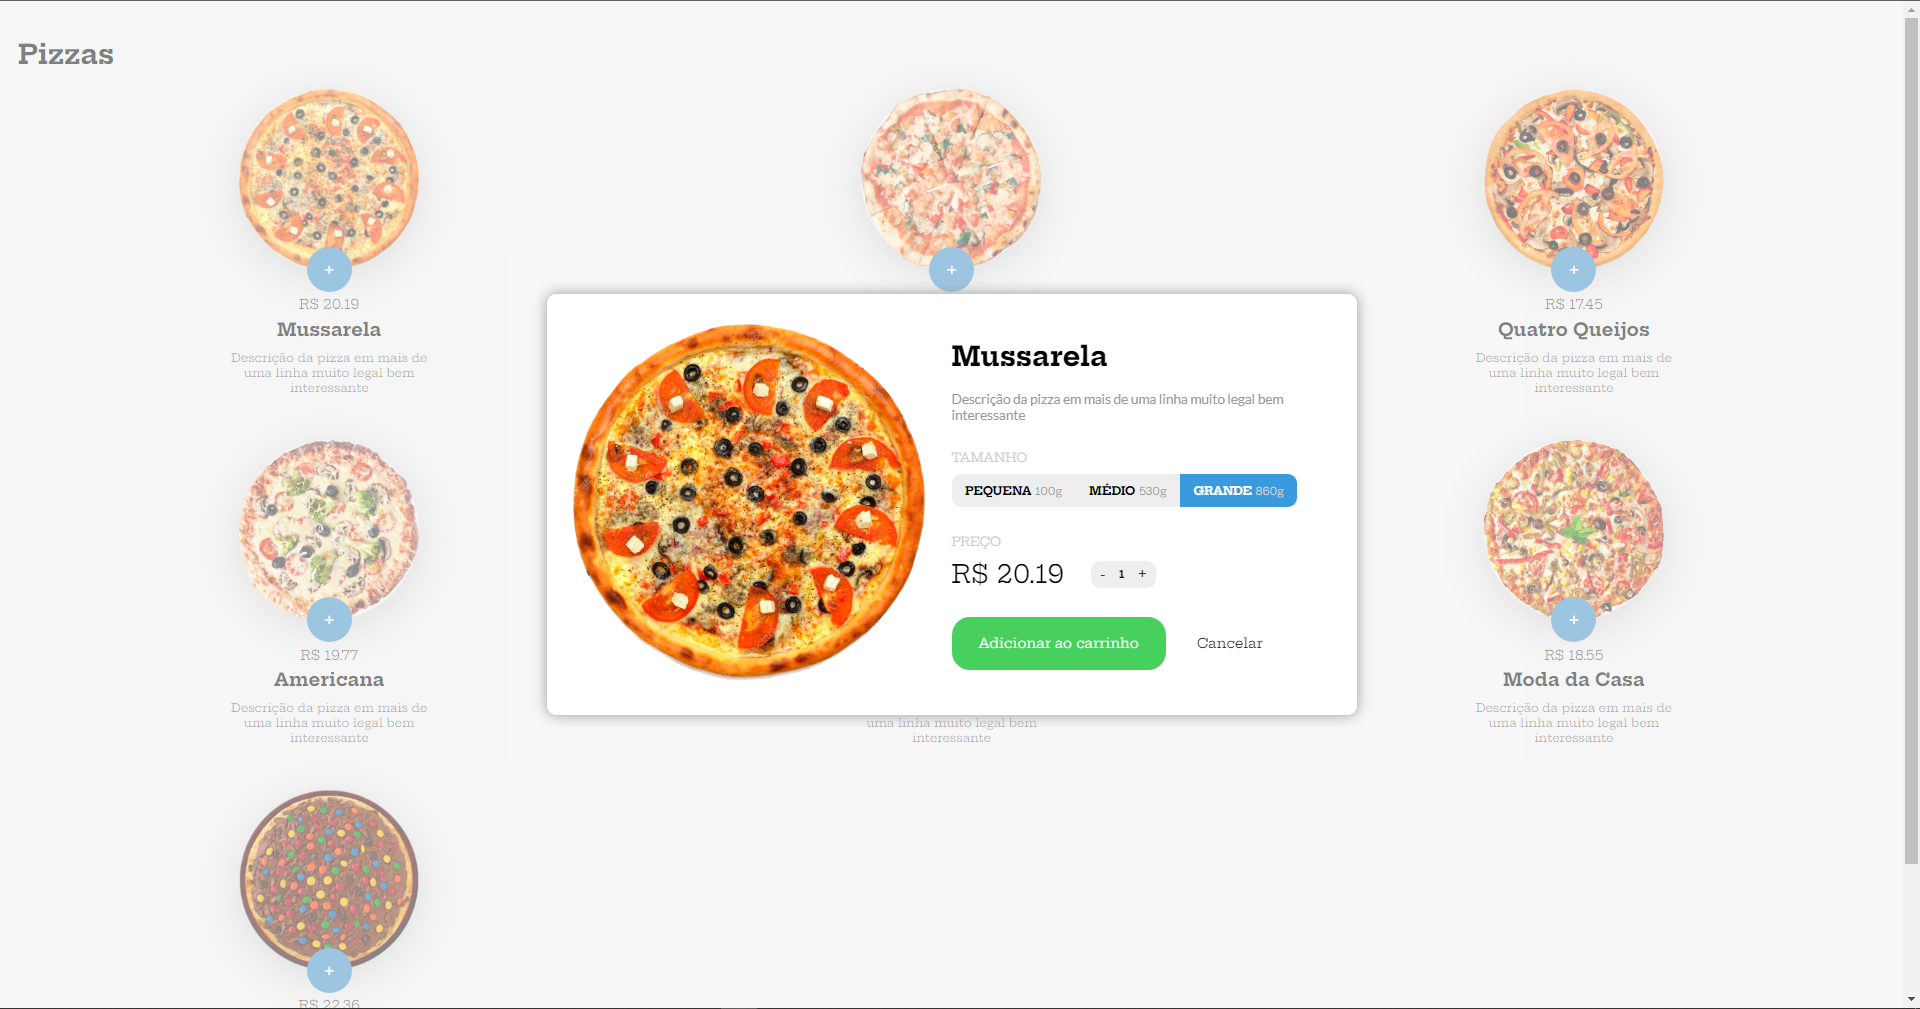 Pizzas
+
R$ 20.19
Mussarela
Descrição da pizza em mais de
uma linha muito legal bem
interessante
+
+
R$ 17.45
Quatro Queijos
Descrição da pizza em mais de
uma linha muito legal bem
interessante
Mussarela
Descrição da pizza em mais de uma linha muito legal bem
interessante
TAMANHO
PEQUENA 100g MÉDIO 530g GRANDE 860g
PREÇO
R$ 20.19 - 1 +
Adicionar ao carrinho Cancelar
+
R$ 19.77
Americana
Descrição da pizza em mais de
uma linha muito legal bem
interessante
uma linha muito legal bem
interessante
+
R$ 18.55
Moda da Casa
Descrição da pizza em mais de
uma linha muito legal bem
interessante
+
R$ 22.36